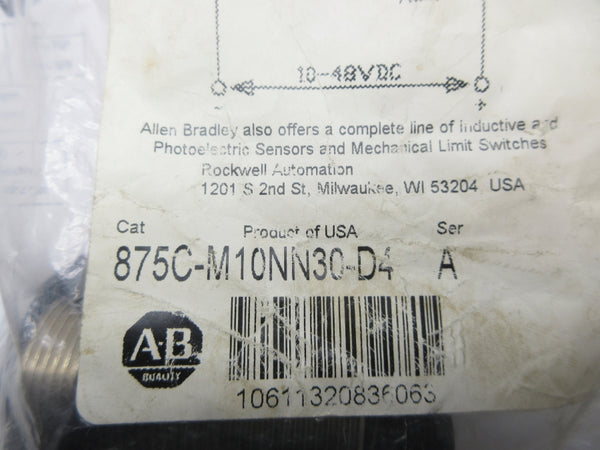 10-48VDC
Allen Bradley also offers a complete line of inductive and
Photoelectric Sensors and Mechanical Limit Switches
Rockwell Automation
1201 S 2nd St, Milwaukee, WI 53204 USA
Cat Product of USA Ser
875C-M10NN30-D4 A
A-B
QUALITY
10611320836063